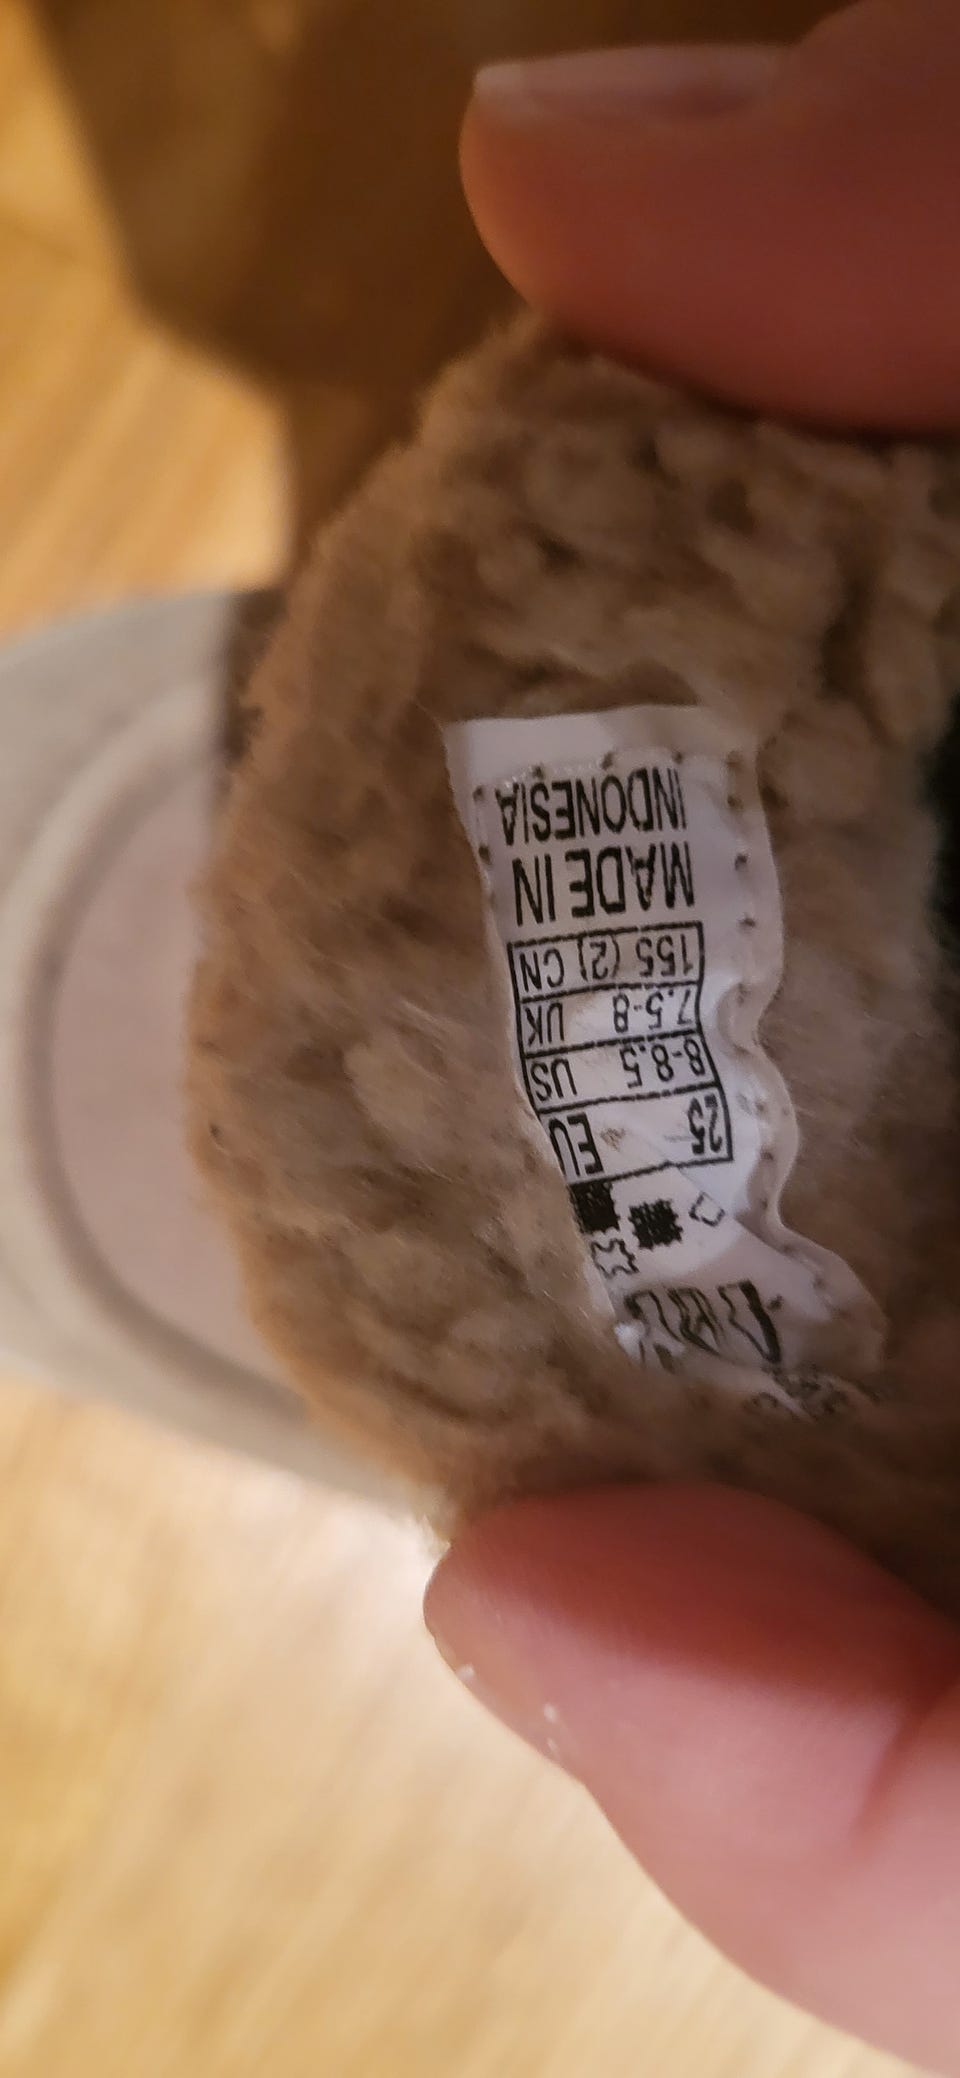 25 EU
8-8.5 US
7.5-8 UK
155 (2) CN
MADE IN
INDONESIA